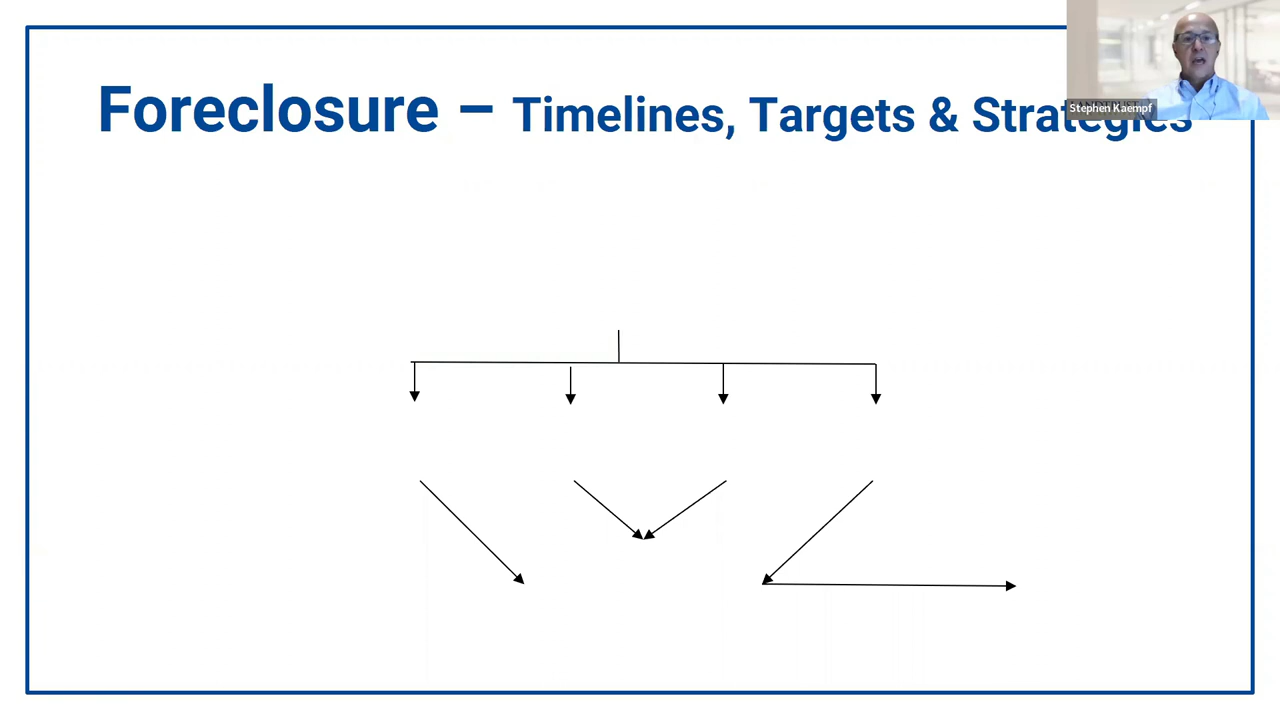 Foreclosure – Timelines, Targets & Strategies
Stephen Kaempf